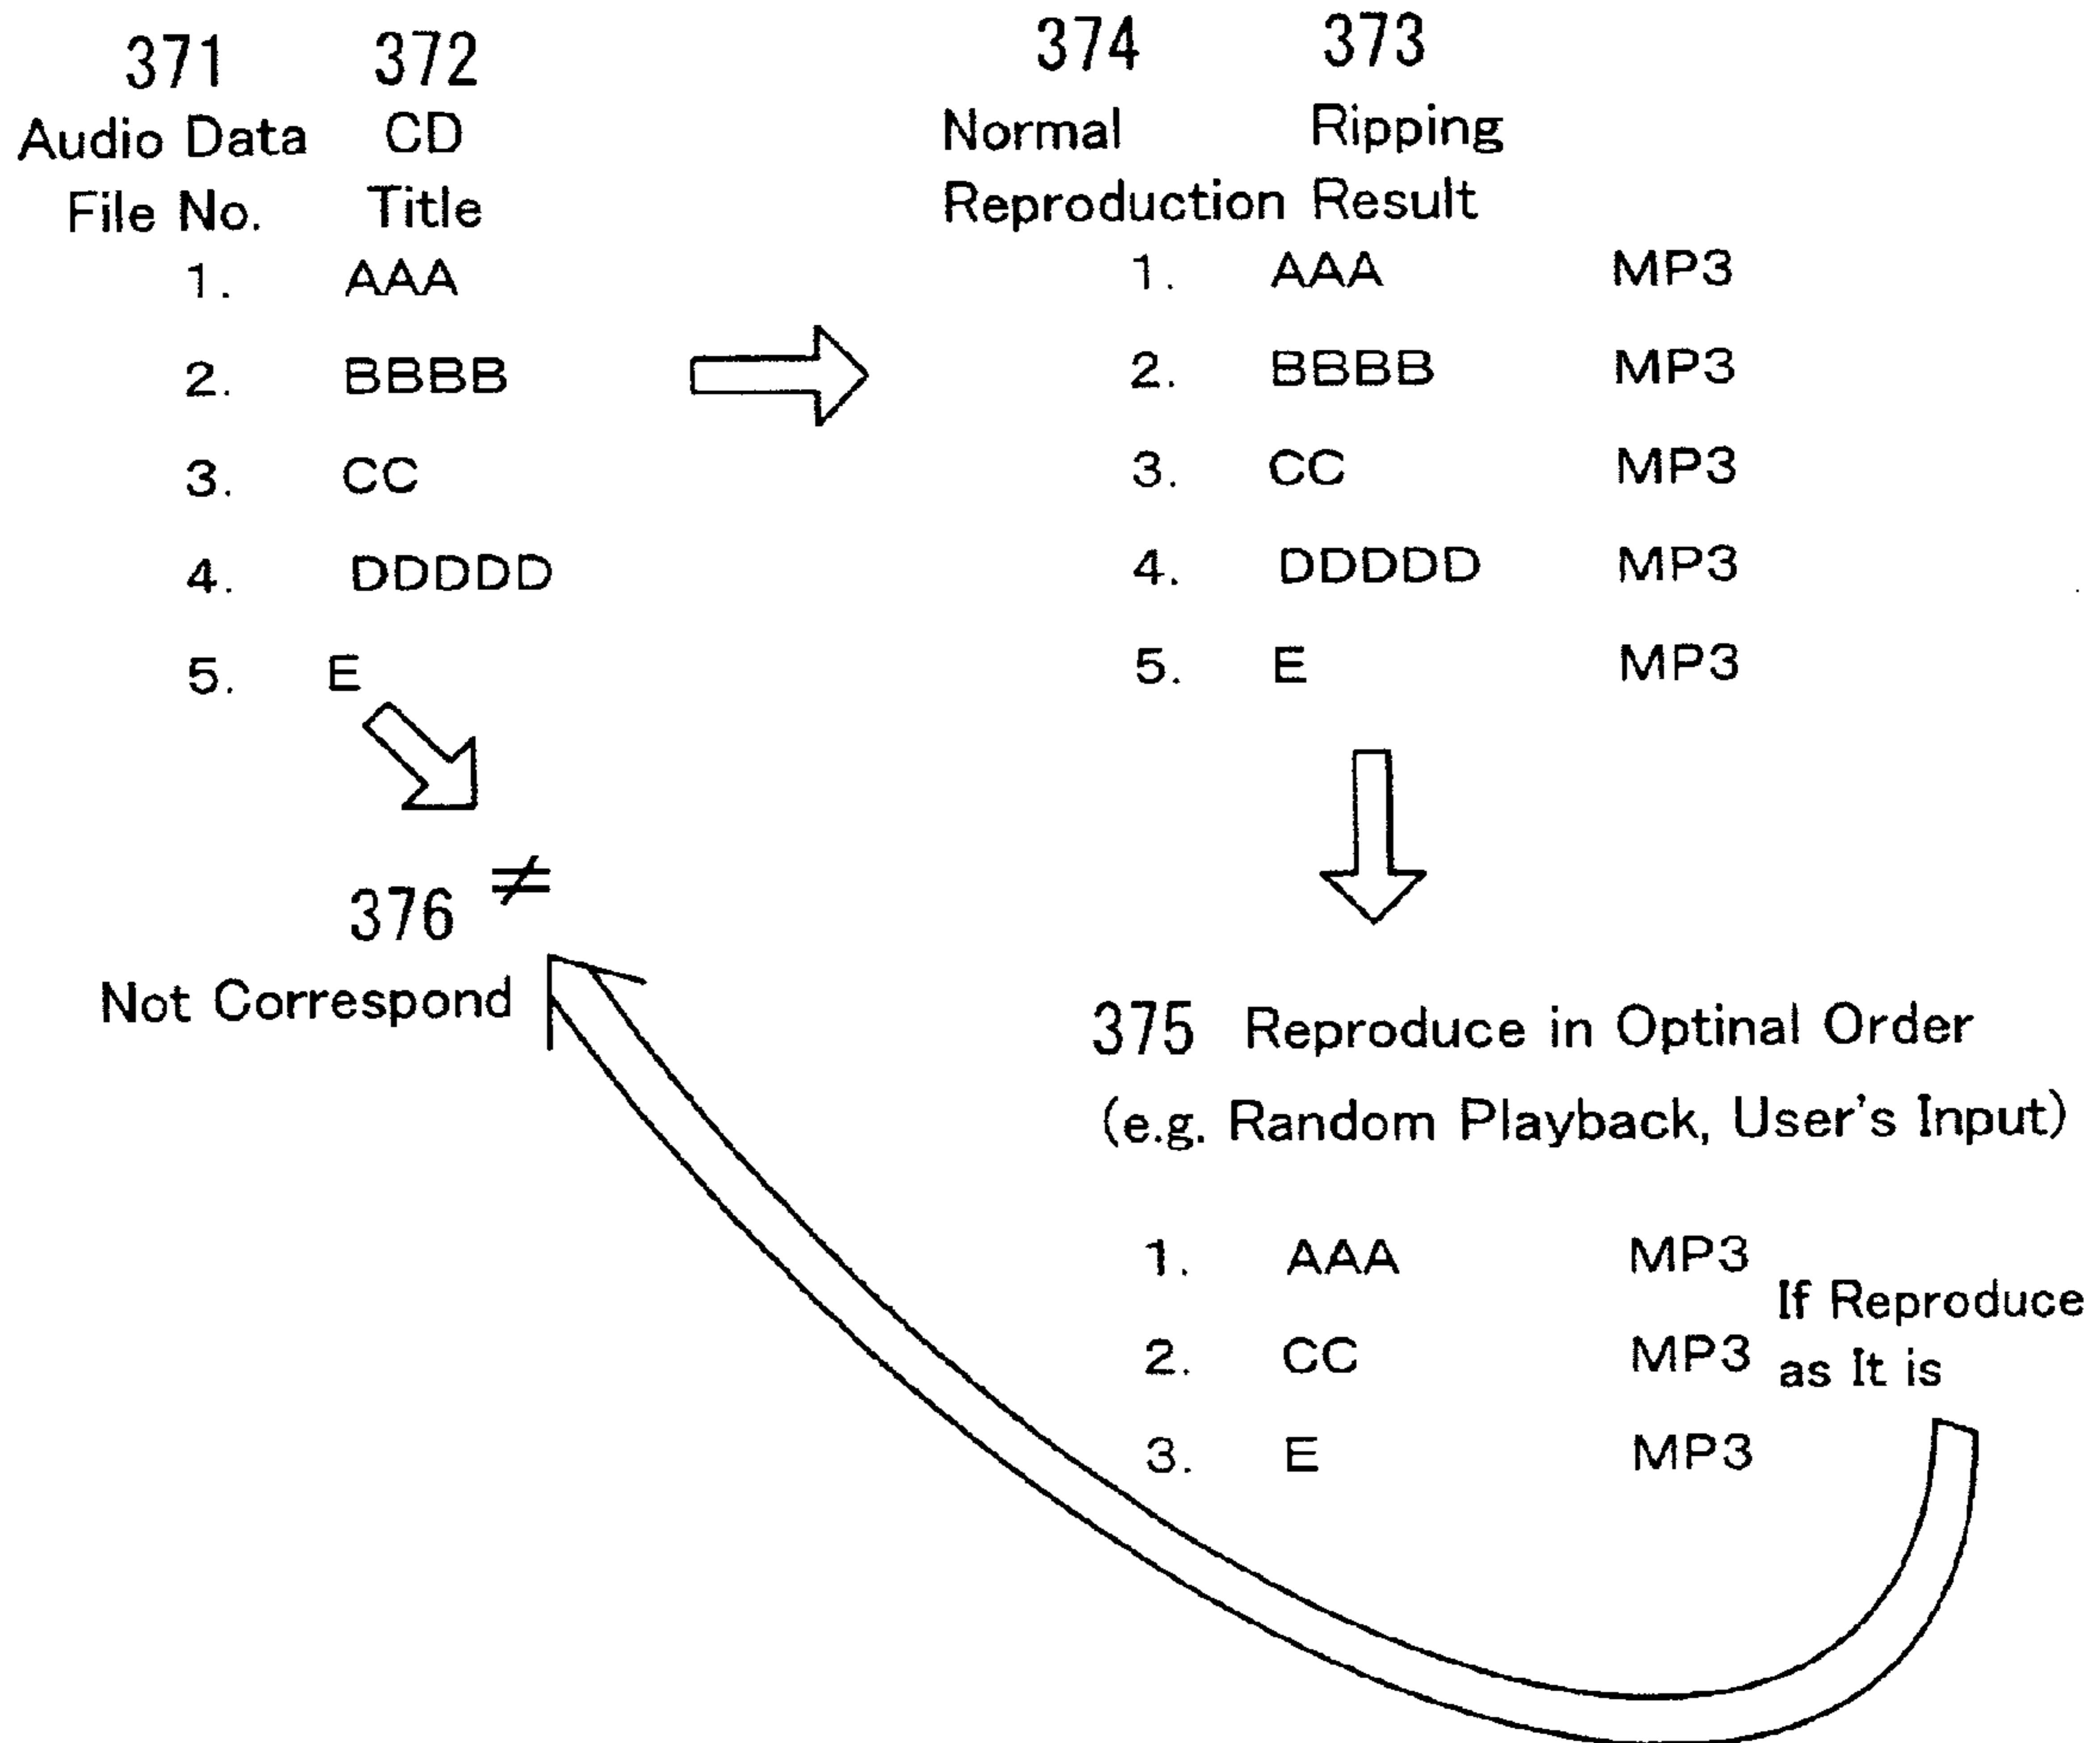 371 372
Audio Data CD
File No. Title
1. AAA
2. BBBB
3. CC
4. DDDDD
5. E
374 373
Normal Ripping
Reproduction Result
1. AAA MP3
2. BBBB MP3
3. CC MP3
4. DDDDD MP3
5. E MP3
≠
376
Not Correspond
375 Reproduce in Optinal Order
(e.g. Random Playback, User's Input)
1. AAA MP3
2. CC MP3
3. E MP3
If Reproduce
as It is